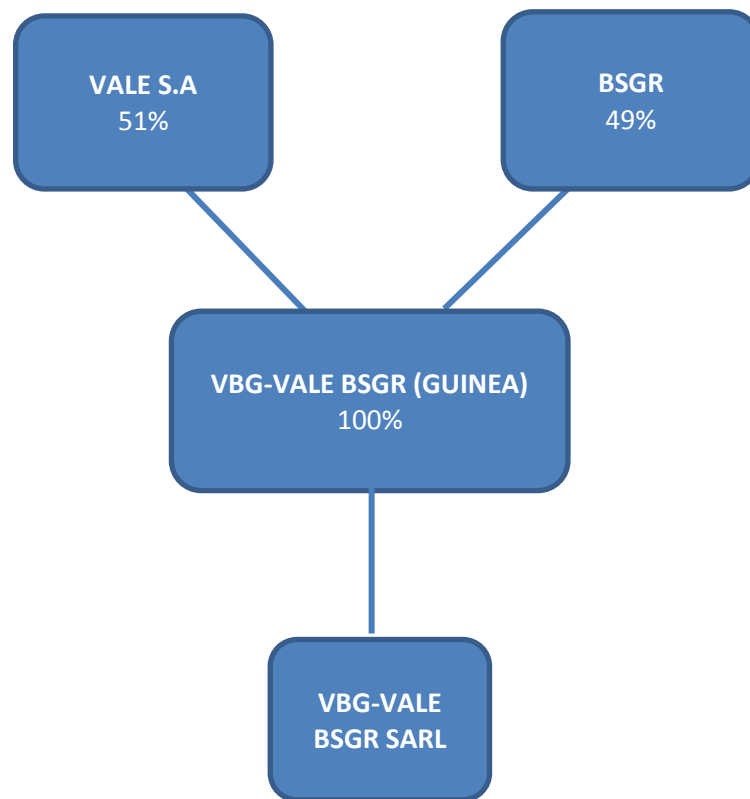 VALE S.A
51%
BSGR
49%
VBG-VALE BSGR (GUINEA)
100%
VBG-VALE
BSGR SARL